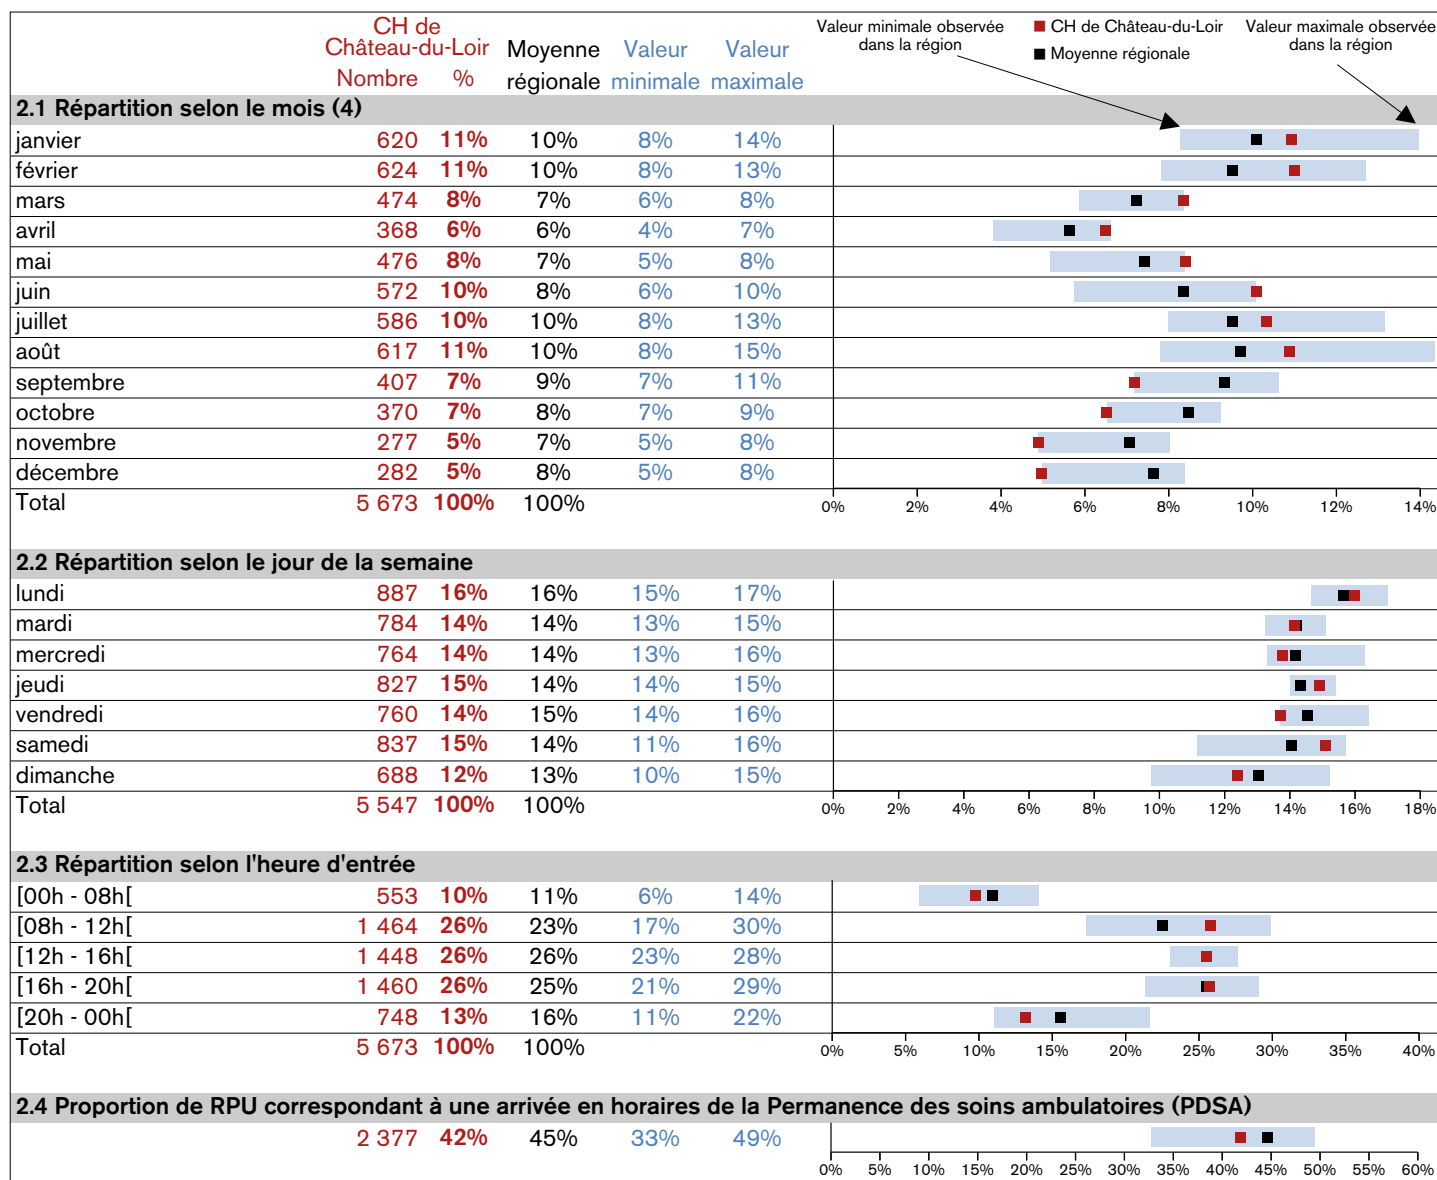 CH de
Château-du-Loir
Nombre % Moyenne régionale Valeur minimale Valeur maximale
Valeur minimale observée dans la région
CH de Château-du-Loir
Moyenne régionale
Valeur maximale observée dans la région
2.1 Répartition selon le mois (4)
janvier 620 11% 10% 8% 14%
février 624 11% 10% 8% 13%
mars 474 8% 7% 6% 8%
avril 368 6% 6% 4% 7%
mai 476 8% 7% 5% 8%
juin 572 10% 8% 6% 10%
juillet 586 10% 10% 8% 13%
août 617 11% 10% 8% 15%
septembre 407 7% 9% 7% 11%
octobre 370 7% 8% 7% 9%
novembre 277 5% 7% 5% 8%
décembre 282 5% 8% 5% 8%
Total 5 673 100% 100%
0% 2% 4% 6% 8% 10% 12% 14%
2.2 Répartition selon le jour de la semaine
lundi 887 16% 16% 15% 17%
mardi 784 14% 14% 13% 15%
mercredi 764 14% 14% 13% 16%
jeudi 827 15% 14% 14% 15%
vendredi 760 14% 15% 14% 16%
samedi 837 15% 14% 11% 16%
dimanche 688 12% 13% 10% 15%
Total 5 547 100% 100%
0% 2% 4% 6% 8% 10% 12% 14% 16% 18%
2.3 Répartition selon l'heure d'entrée
[00h - 08h[ 553 10% 11% 6% 14%
[08h - 12h[ 1 464 26% 23% 17% 30%
[12h - 16h[ 1 448 26% 26% 23% 28%
[16h - 20h[ 1 460 26% 25% 21% 29%
[20h - 00h[ 748 13% 16% 11% 22%
Total 5 673 100% 100%
0% 5% 10% 15% 20% 25% 30% 35% 40%
2.4 Proportion de RPU correspondant à une arrivée en horaires de la Permanence des soins ambulatoires (PDSA)
2 377 42% 45% 33% 49%
0% 5% 10% 15% 20% 25% 30% 35% 40% 45% 50% 55% 60%